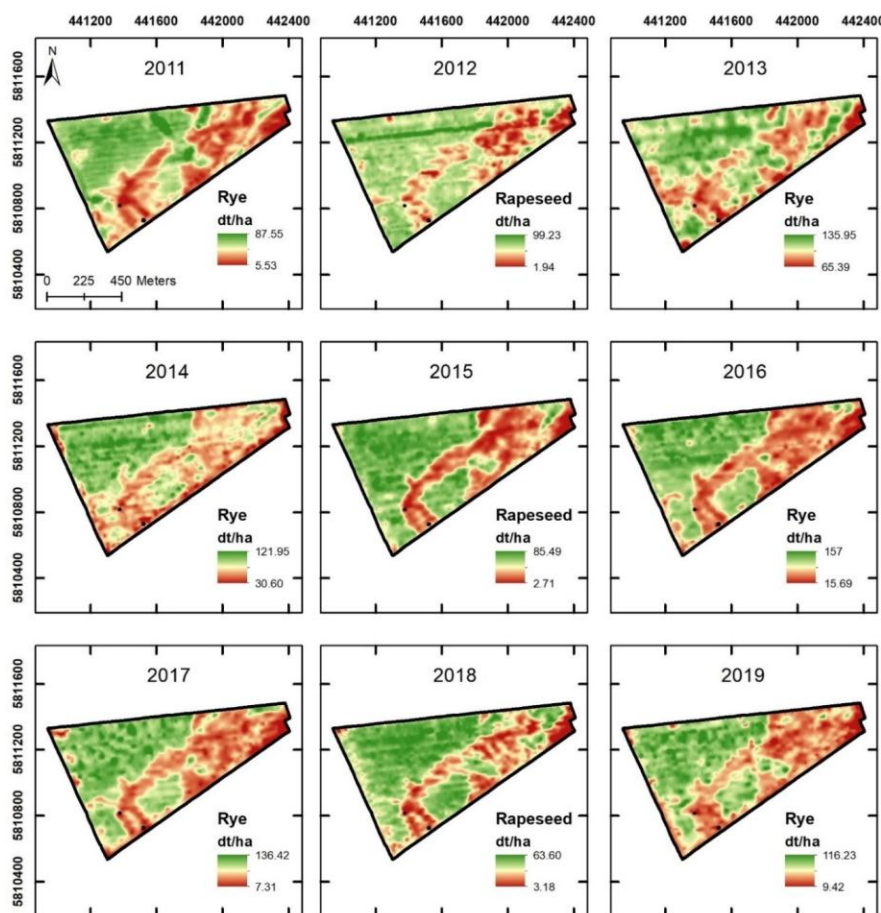 441200 441600 442000 442400 441200 441600 442000 442400 441200 441600 442000 442400
5811600 5811200 5810800 5810400
N
2011
Rye
dt/ha
87.55
5.53
0 225 450 Meters
2012
Rapeseed
dt/ha
99.23
1.94
2013
Rye
dt/ha
135.95
65.39
5811600 5811200 5810800 5810400
2014
Rye
dt/ha
121.95
30.60
2015
Rapeseed
dt/ha
85.49
2.71
2016
Rye
dt/ha
157
15.69
5811600 5811200 5810800 5810400
2017
Rye
dt/ha
136.42
7.31
2018
Rapeseed
dt/ha
63.60
3.18
2019
Rye
dt/ha
116.23
9.42